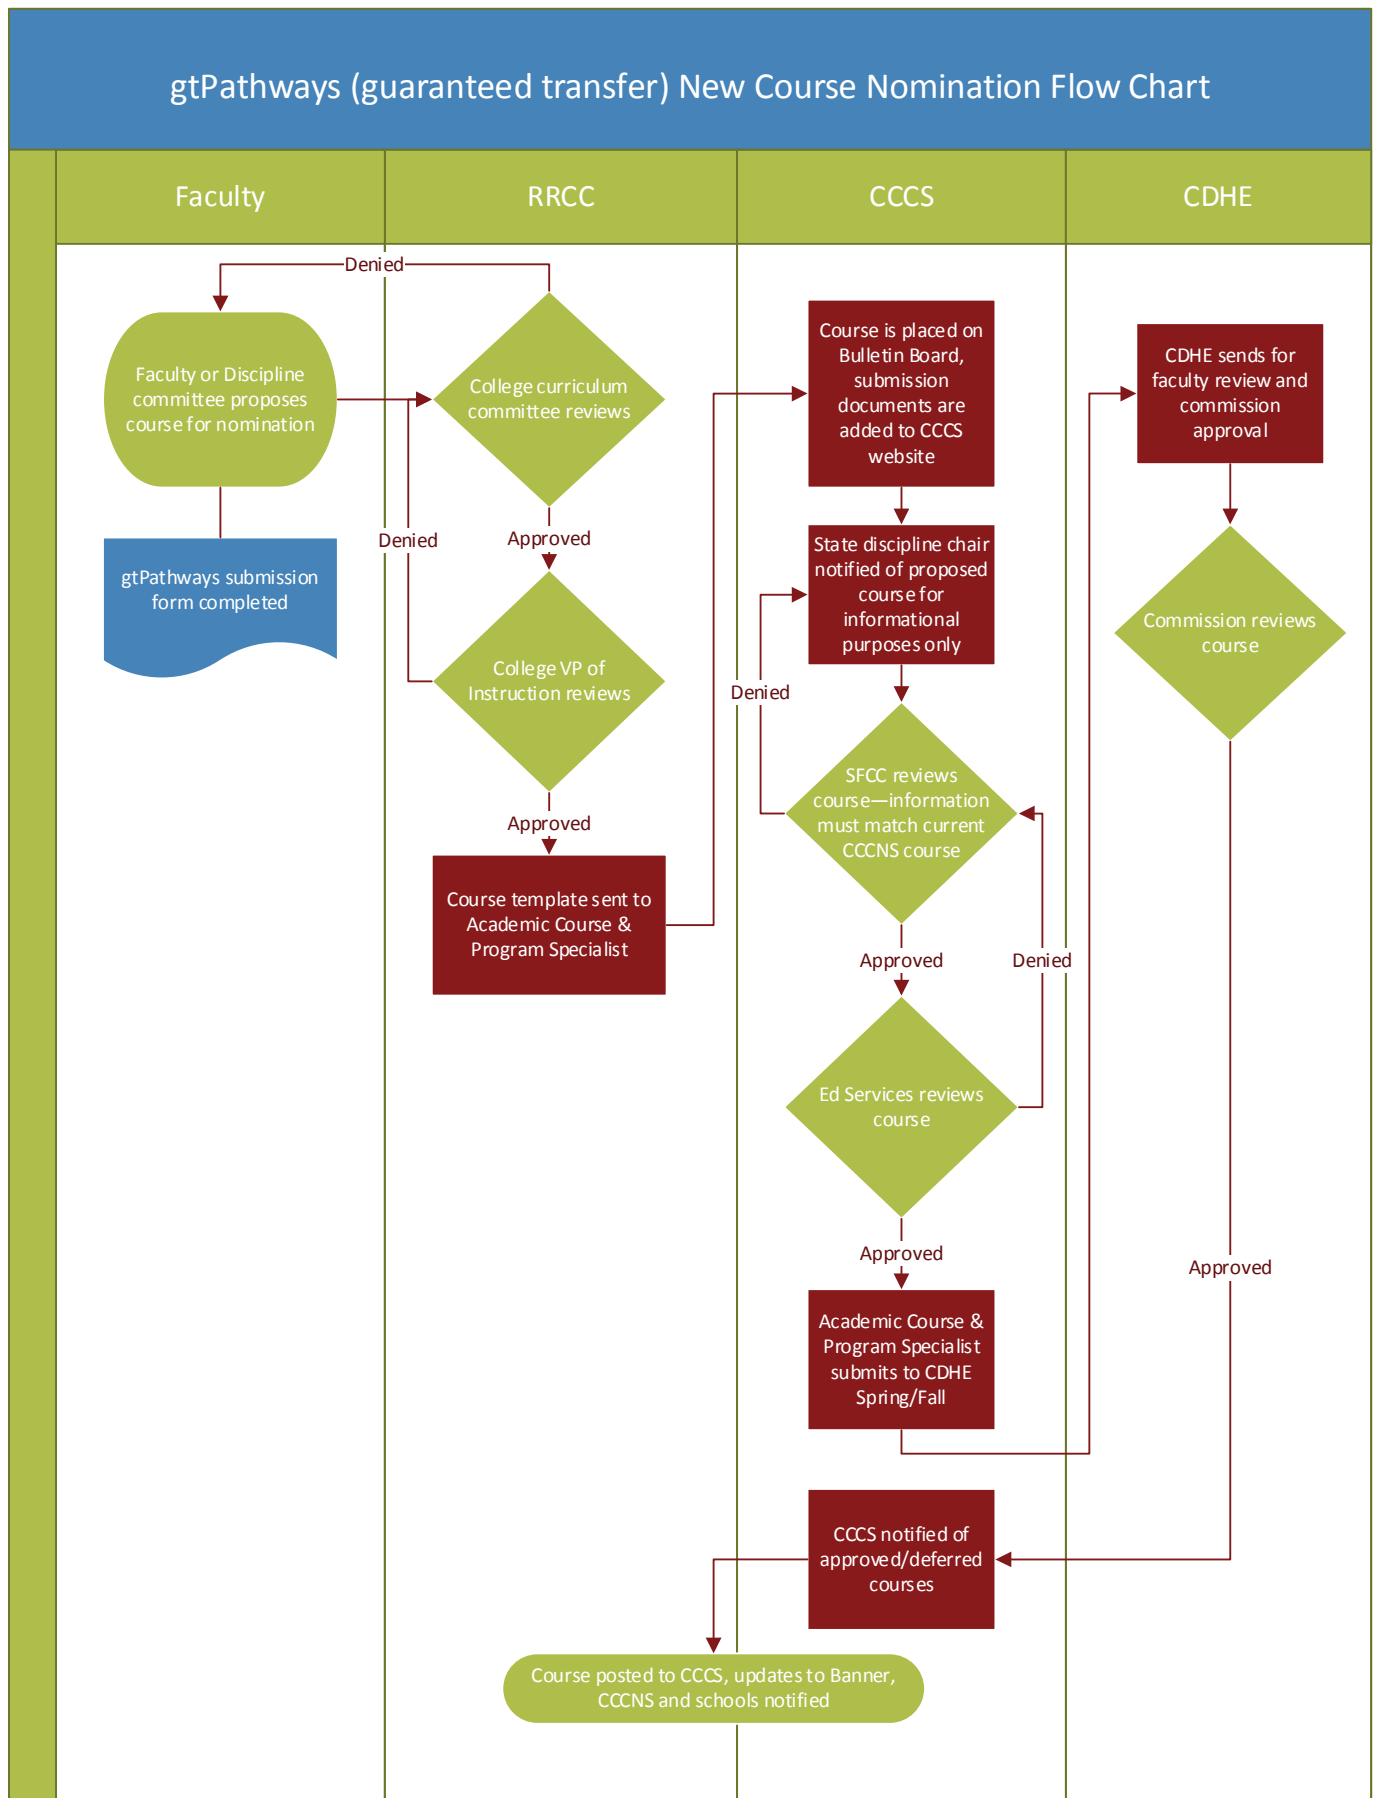 gtPathways (guaranteed transfer) New Course Nomination Flow Chart
Faculty
RRCC
CCCS
CDHE
Denied
Faculty or Discipline
committee proposes
course for nomination
gtPathways submission
form completed
College curriculum
committee reviews
Approved
Denied
College VP of
Instruction reviews
Approved
Course template sent to
Academic Course &
Program Specialist
Course is placed on
Bulletin Board,
submission
documents are
added to CCCS
website
State discipline chair
notified of proposed
course for
informational
purposes only
Denied
SFCC reviews
course—information
must match current
CCCNS course
Approved
Denied
Ed Services reviews
course
Approved
Academic Course &
Program Specialist
submits to CDHE
Spring/Fall
CDHE sends for
faculty review and
commission
approval
Commission reviews
course
Approved
CCCS notified of
approved/deferred
courses
Course posted to CCCS, updates to Banner,
CCCNS and schools notified